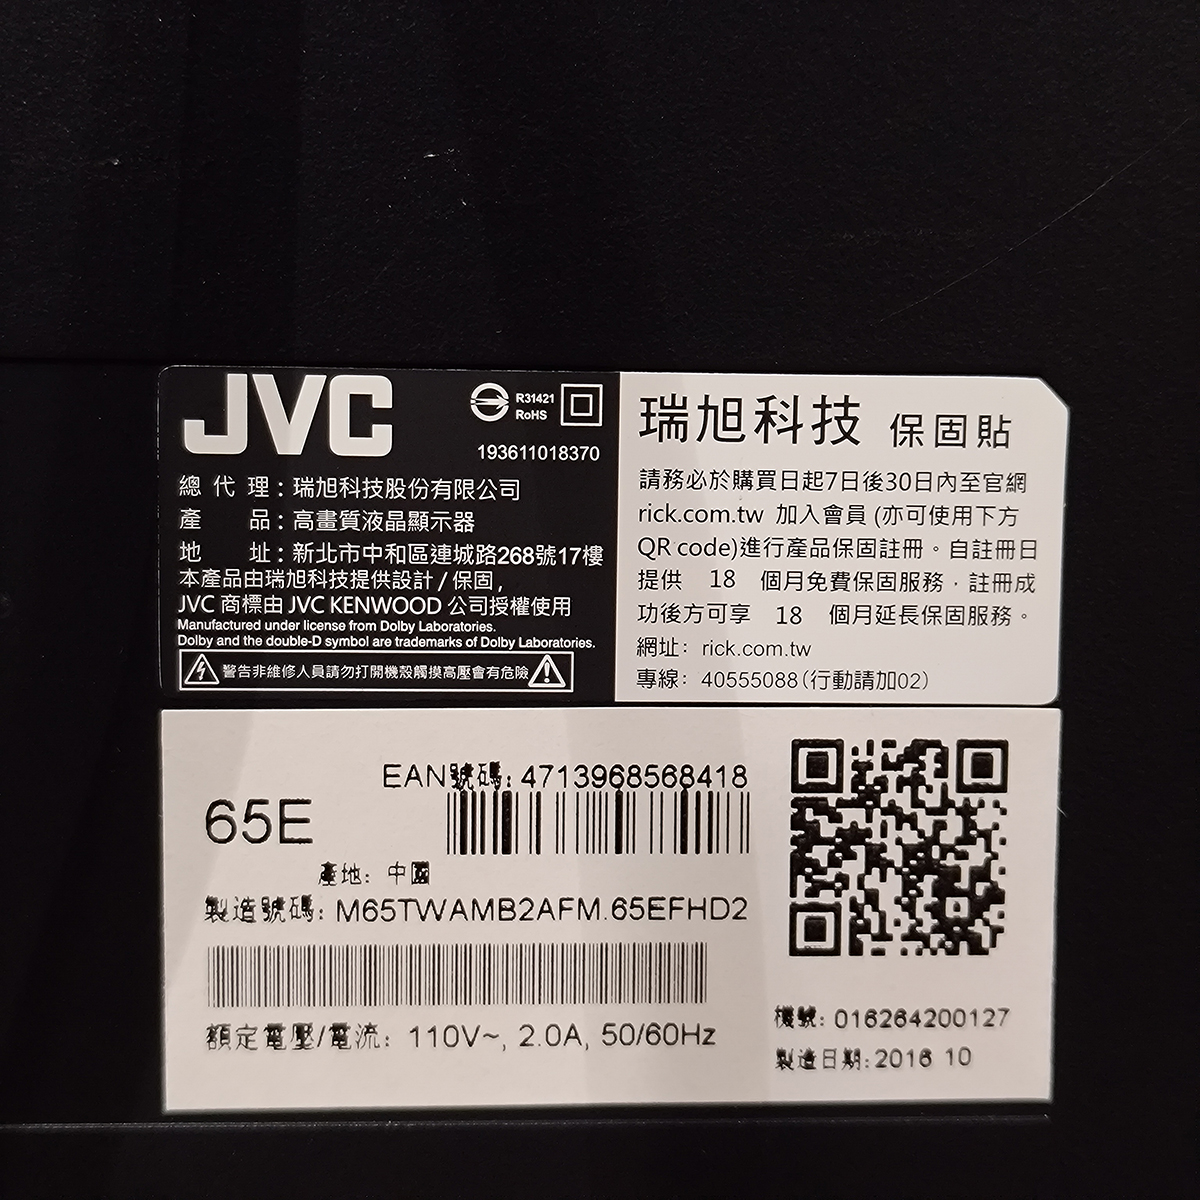 JVC
R31421
RoHS
193611018370
總代理：瑞旭科技股份有限公司
產品：高畫質液晶顯示器
地址：新北市中和區連城路268號17樓
本產品由瑞旭科技提供設計/保固,
JVC 商標由 JVC KENWOOD 公司授權使用
Manufactured under license from Dolby Laboratories.
Dolby and the double-D symbol are trademarks of Dolby Laboratories.
警告非維修人員請勿打開機殼觸摸高壓會有危險
瑞旭科技 保固貼
請務必於購買日起7日後30日內至官網
rick.com.tw 加入會員 (亦可使用下方
QR code)進行產品保固註冊。自註冊日
提供 18 個月免費保固服務，註冊成
功後方可享 18 個月延長保固服務。
網址: rick.com.tw
專線: 40555088(行動請加02)
EAN號碼: 4713968568418
65E
產地: 中國
製造號碼: M65TWAMB2AFM.65EFHD2
額定電壓/電流: 110V~, 2.0A, 50/60Hz
機號: 016264200127
製造日期: 2016 10